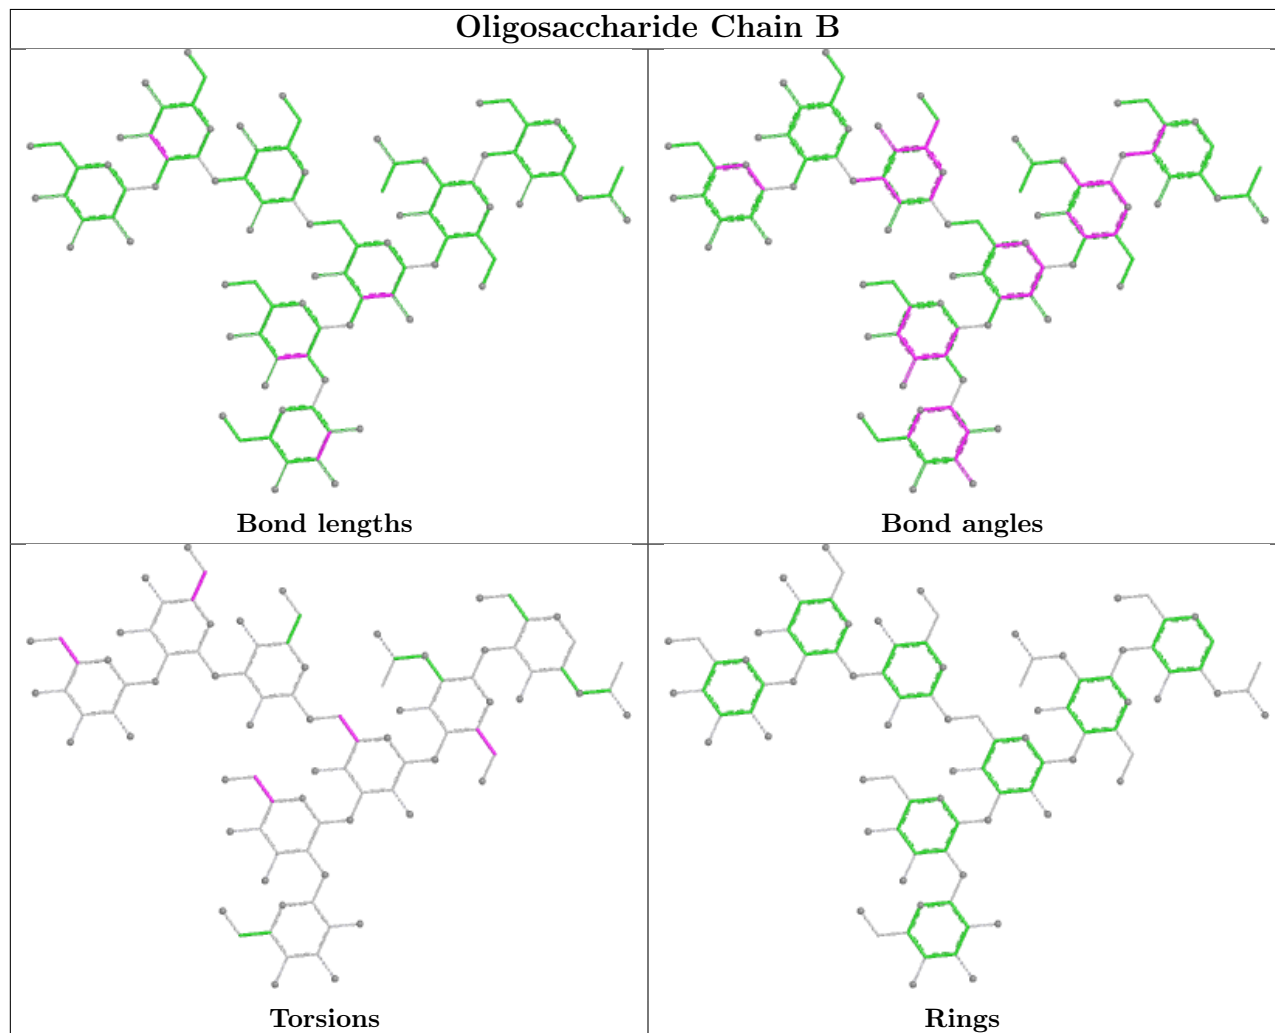 Oligosaccharide Chain B
Bond lengths
Bond angles
Torsions
Rings